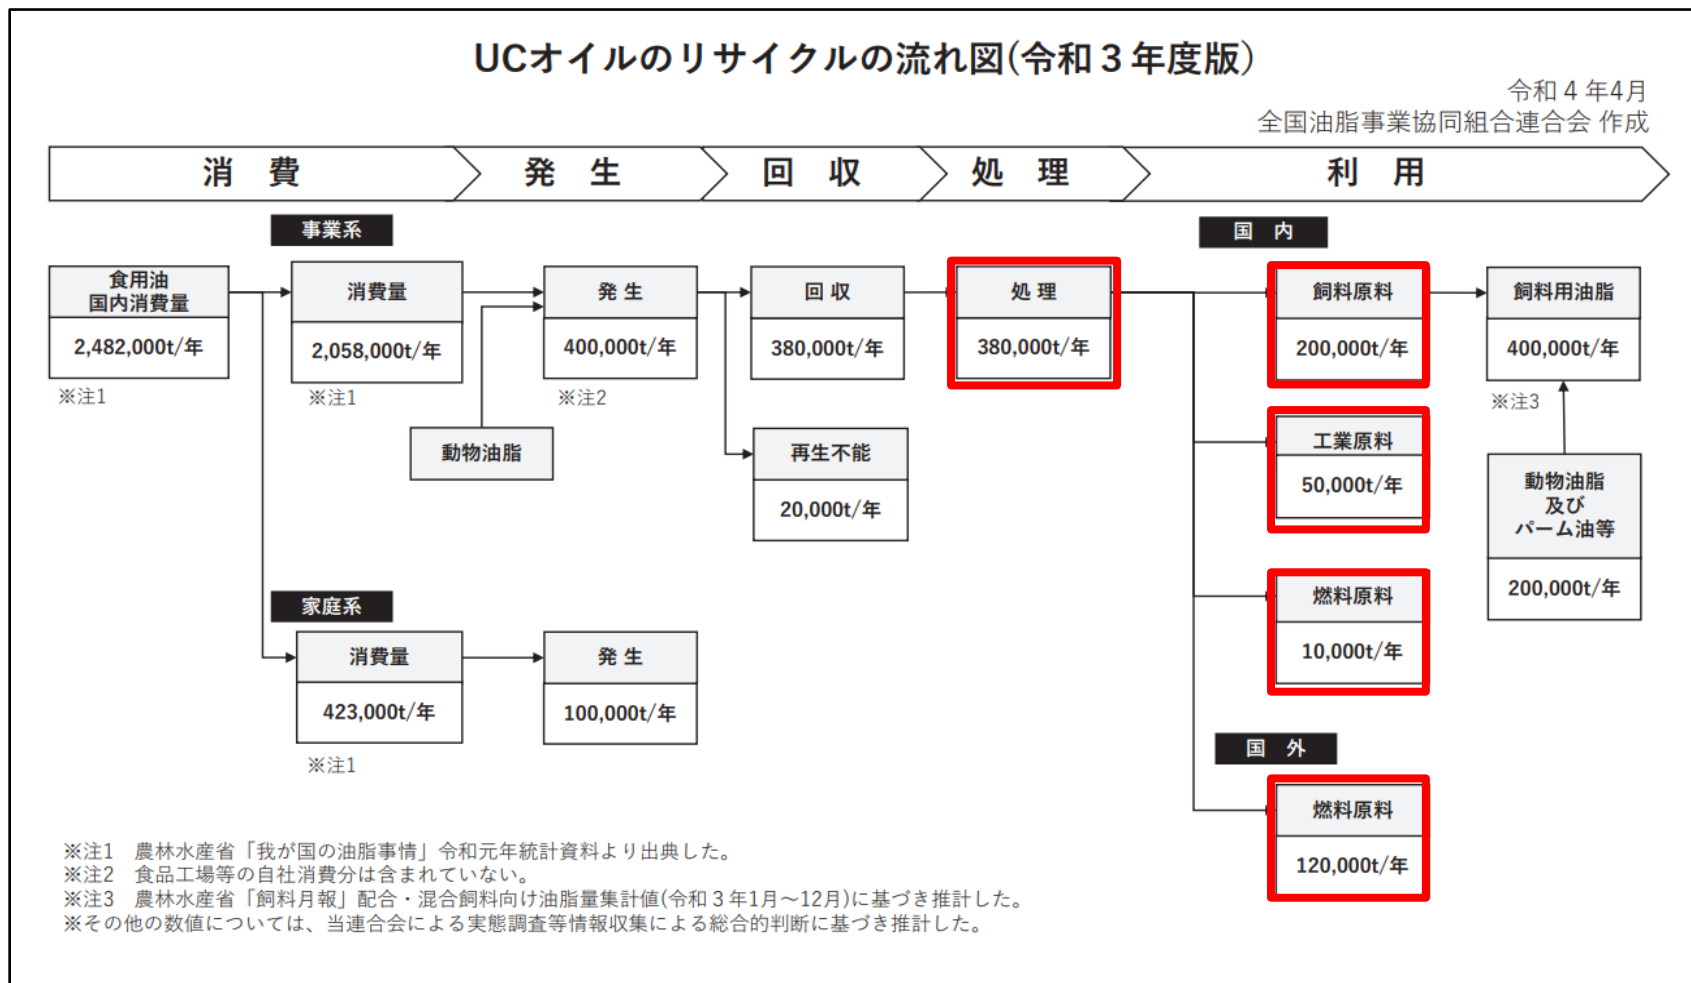 UCオイルのリサイクルの流れ図(令和３年度版)
令和４年4月
全国油脂事業協同組合連合会 作成
消　費
発　生
回　収
処　理
利　用
事業系
国　内
食用油
国内消費量
2,482,000t/年
※注1
消費量
2,058,000t/年
※注1
発 生
400,000t/年
※注2
回 収
380,000t/年
処 理
380,000t/年
飼料原料
200,000t/年
飼料用油脂
400,000t/年
※注3
動物油脂
再生不能
20,000t/年
工業原料
50,000t/年
動物油脂
及び
パーム油等
200,000t/年
燃料原料
10,000t/年
家庭系
消費量
423,000t/年
※注1
発 生
100,000t/年
国　外
燃料原料
120,000t/年
※注1　農林水産省「我が国の油脂事情」令和元年統計資料より出典した。
※注2　食品工場等の自社消費分は含まれていない。
※注3　農林水産省「飼料月報」配合・混合飼料向け油脂量集計値(令和３年1月～12月)に基づき推計した。
※その他の数値については、当連合会による実態調査等情報収集による総合的判断に基づき推計した。